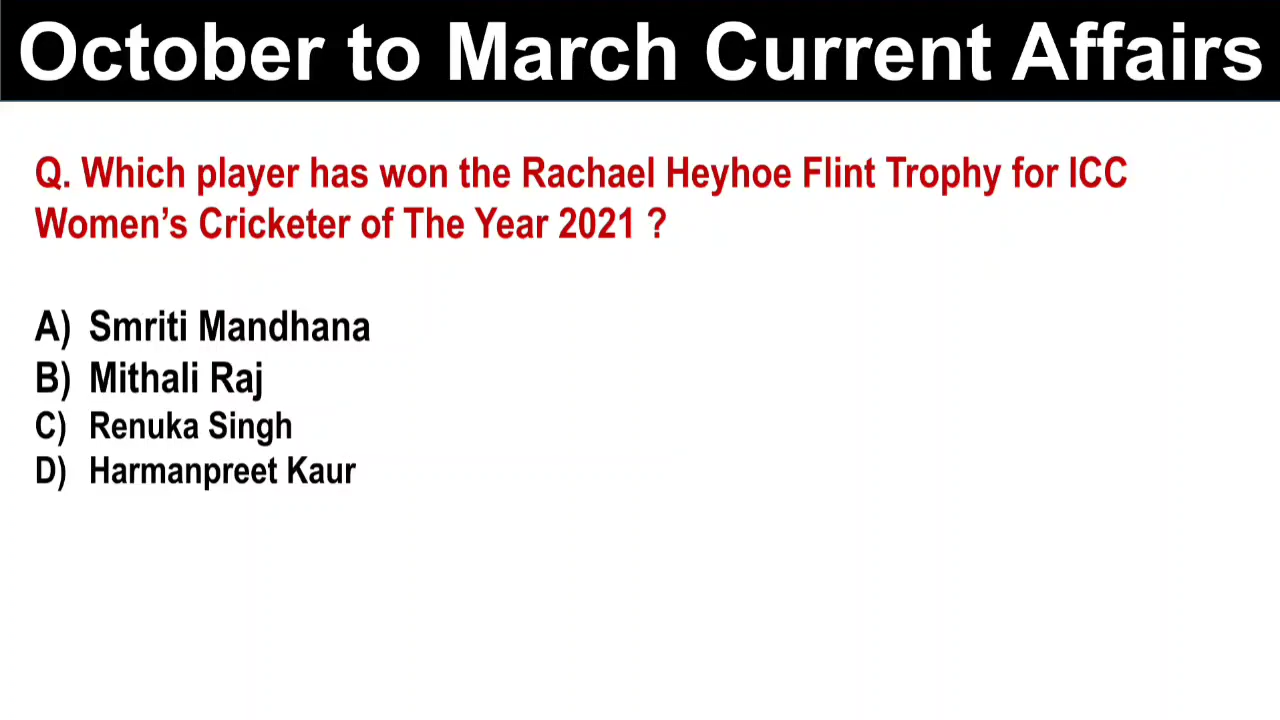 October to March Current Affairs
Q. Which player has won the Rachael Heyhoe Flint Trophy for ICC
Women’s Cricketer of The Year 2021 ?
A) Smriti Mandhana
B) Mithali Raj
C) Renuka Singh
D) Harmanpreet Kaur